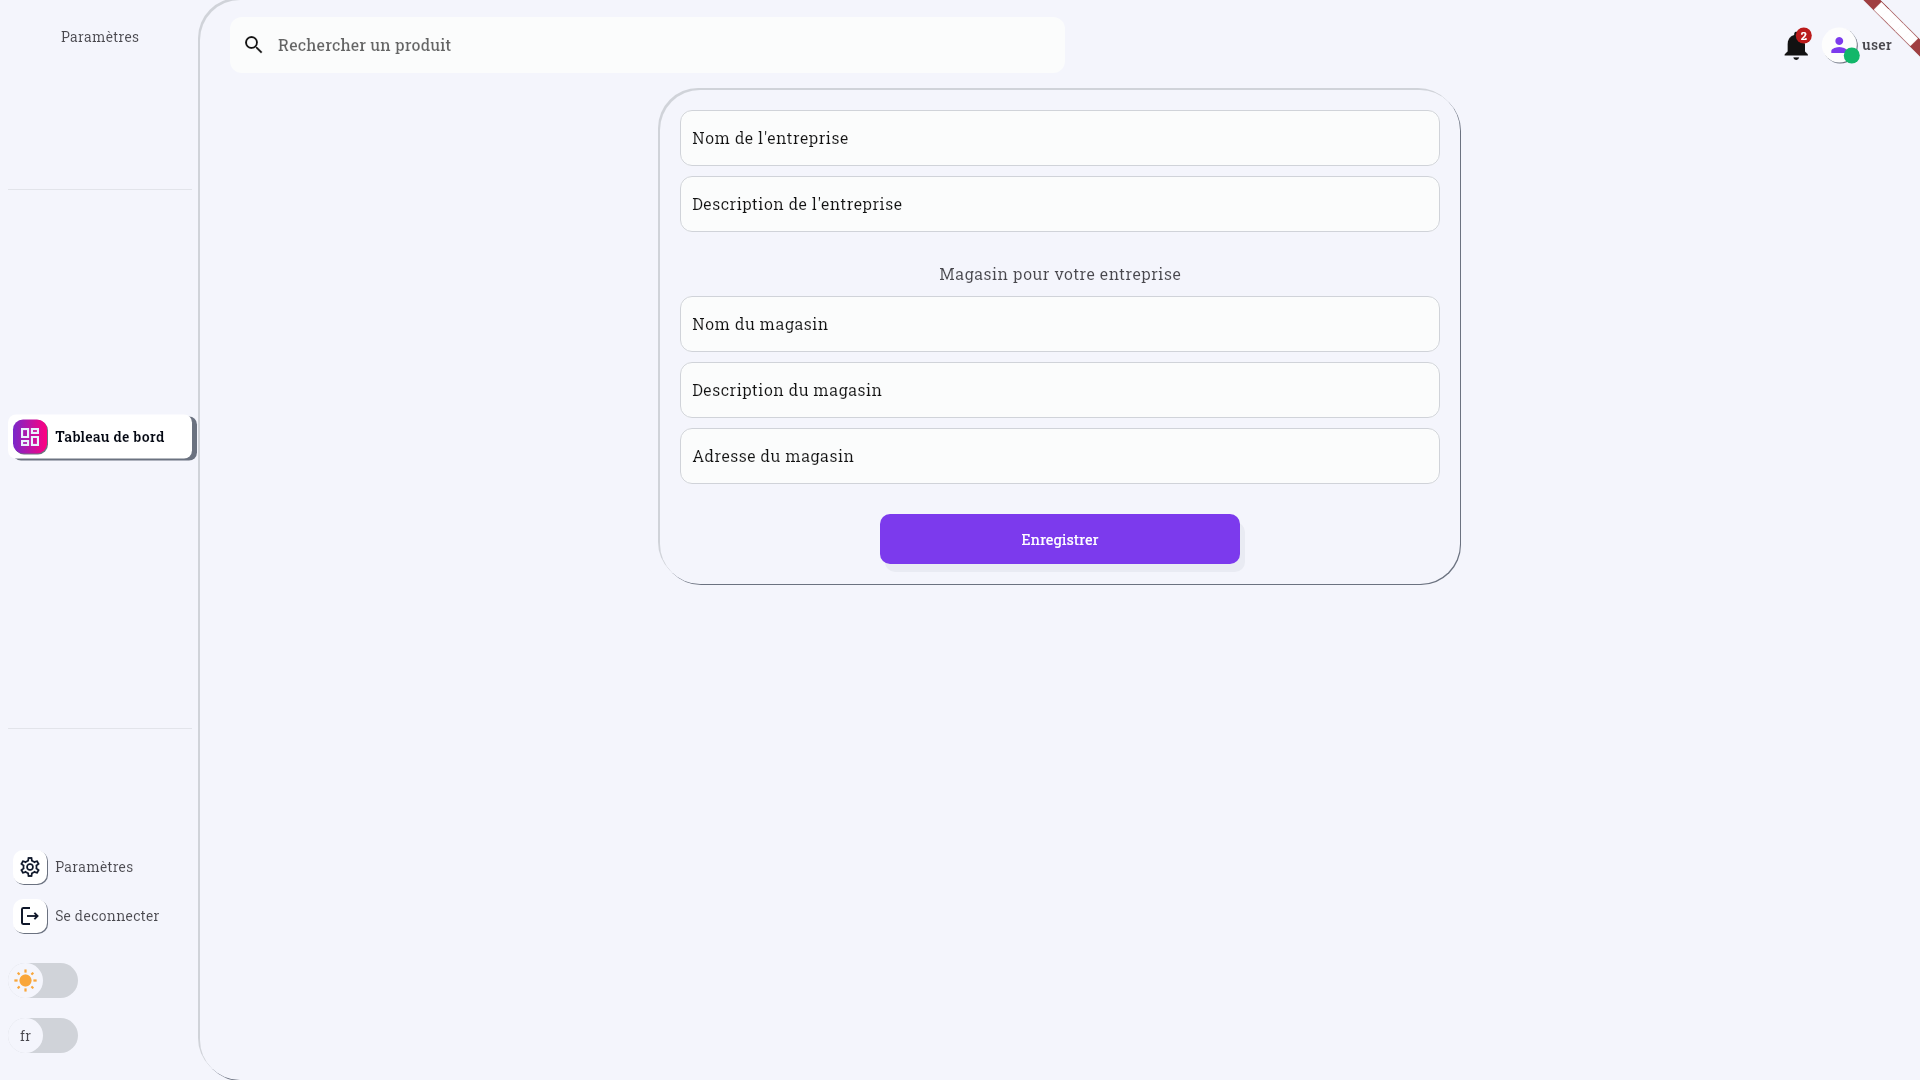 Paramètres
Rechercher un produit
2
user
Nom de l'entreprise
Description de l'entreprise
Magasin pour votre entreprise
Nom du magasin
Description du magasin
Adresse du magasin
Enregistrer
Tableau de bord
Paramètres
Se deconnecter
fr